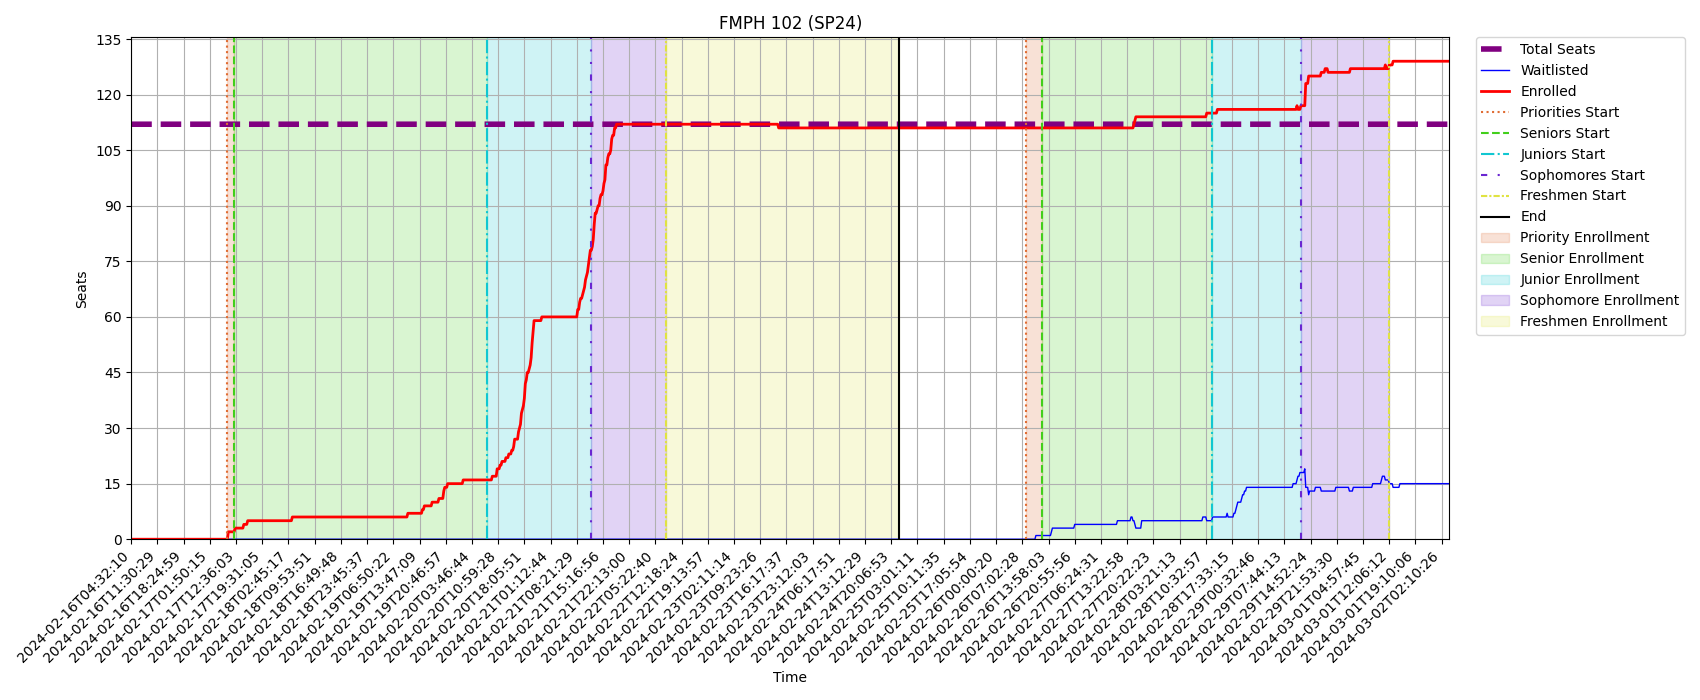 FMPH 102 (SP24)
135
120
105
90
75
60
45
30
15
0
Seats
2024-02-16T04:32:10
2024-02-16T11:30:29
2024-02-16T18:24:59
2024-02-17T01:50:15
2024-02-17T12:36:03
2024-02-17T19:31:05
2024-02-18T02:45:17
2024-02-18T09:53:51
2024-02-18T16:49:48
2024-02-18T23:45:37
2024-02-19T06:50:22
2024-02-19T13:47:09
2024-02-19T20:46:57
2024-02-20T03:46:44
2024-02-20T10:59:28
2024-02-20T18:05:51
2024-02-21T01:12:44
2024-02-21T08:21:29
2024-02-21T15:16:56
2024-02-21T22:13:00
2024-02-22T05:22:40
2024-02-22T12:18:24
2024-02-22T19:13:57
2024-02-23T02:11:14
2024-02-23T09:23:26
2024-02-23T16:17:37
2024-02-23T23:12:03
2024-02-24T06:17:51
2024-02-24T13:12:29
2024-02-24T20:06:53
2024-02-25T03:01:11
2024-02-25T10:11:35
2024-02-25T17:05:54
2024-02-26T00:00:20
2024-02-26T07:02:28
2024-02-26T13:58:03
2024-02-26T20:55:56
2024-02-27T06:24:31
2024-02-27T13:22:58
2024-02-27T20:22:23
2024-02-28T03:21:13
2024-02-28T10:32:57
2024-02-28T17:33:15
2024-02-29T00:32:46
2024-02-29T07:44:13
2024-02-29T14:52:24
2024-02-29T21:53:30
2024-03-01T04:57:45
2024-03-01T12:06:12
2024-03-01T19:10:06
2024-03-02T02:10:26
Time
Total Seats
Waitlisted
Enrolled
Priorities Start
Seniors Start
Juniors Start
Sophomores Start
Freshmen Start
End
Priority Enrollment
Senior Enrollment
Junior Enrollment
Sophomore Enrollment
Freshmen Enrollment